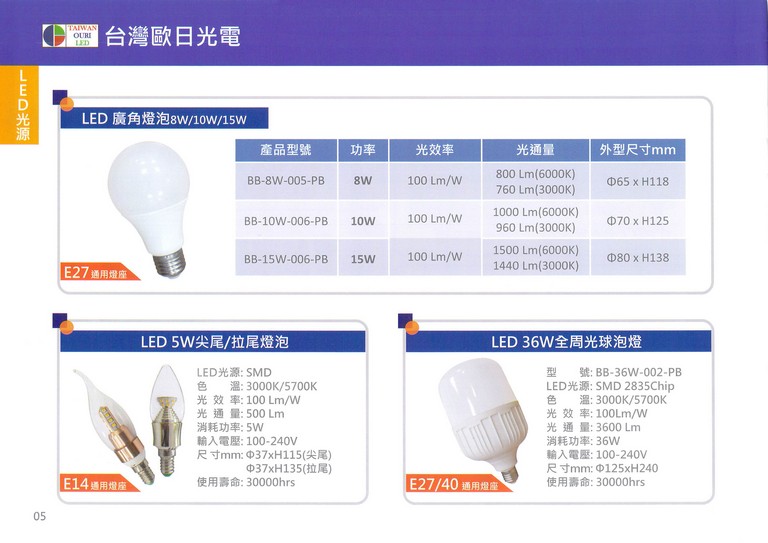 TAIWAN
OURI
LED
台灣歐日光電
LED光源
LED 廣角燈泡8W/10W/15W
產品型號 功率 光效率 光通量 外型尺寸mm
BB-8W-005-PB 8W 100 Lm/W 800 Lm(6000K) 760 Lm(3000K) Φ65 x H118
BB-10W-006-PB 10W 100 Lm/W 1000 Lm(6000K) 960 Lm(3000K) Φ70 x H125
BB-15W-006-PB 15W 100 Lm/W 1500 Lm(6000K) 1440 Lm(3000K) Φ80 x H138
E27 通用燈座
LED 5W尖尾/拉尾燈泡
LED光源: SMD
色 溫: 3000K/5700K
光 效 率: 100 Lm/W
光 通 量: 500 Lm
消耗功率: 5W
輸入電壓: 100-240V
尺 寸mm: Φ37xH115(尖尾)
Φ37xH135(拉尾)
使用壽命: 30000hrs
E14 通用燈座
LED 36W全周光球泡燈
型 號: BB-36W-002-PB
LED光源: SMD 2835Chip
色 溫: 3000K/5700K
光 效 率: 100Lm/W
光 通 量: 3600 Lm
消耗功率: 36W
輸入電壓: 100-240V
尺 寸mm: Φ125xH240
使用壽命: 30000hrs
E27/40 通用燈座
05